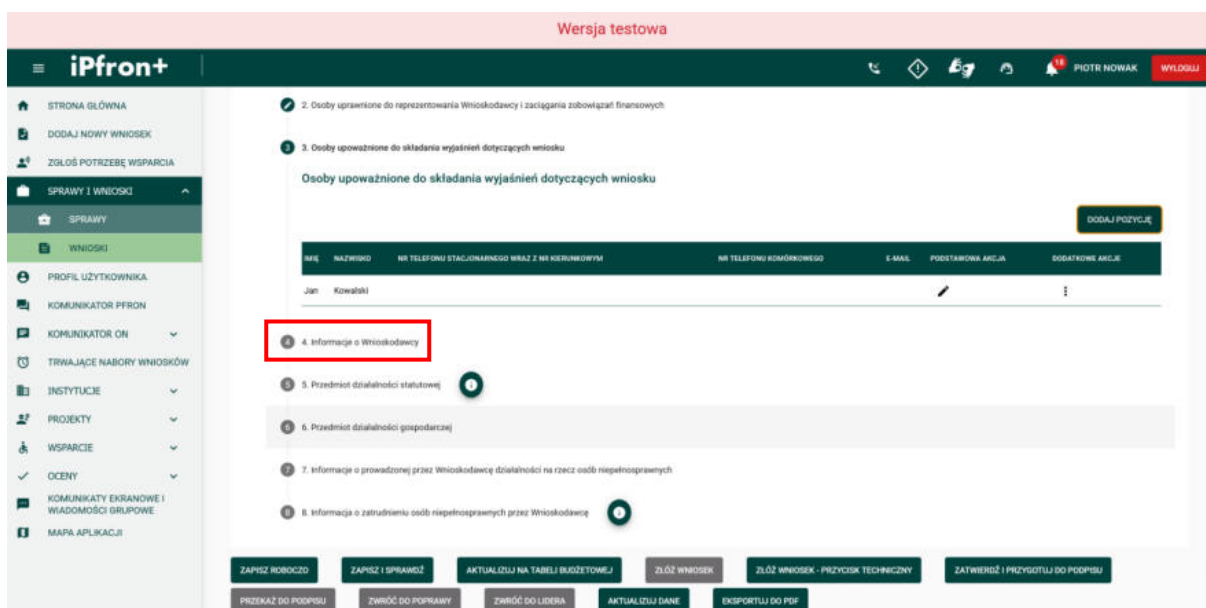 Wersja testowa
iPfron+
18
PIOTR NOWAK
WYLOGUJ
STRONA GŁÓWNA
DODAJ NOWY WNIOSEK
ZGŁOŚ POTRZEBĘ WSPARCIA
SPRAWY I WNIOSKI
SPRAWY
WNIOSKI
PROFIL UŻYTKOWNIKA
KOMUNIKATOR PFRON
KOMUNIKATOR ON
TRWAJĄCE NABORY WNIOSKÓW
INSTYTUCJE
PROJEKTY
WSPARCIE
OCENY
KOMUNIKATY EKRANOWE I
WIADOMOŚCI GRUPOWE
MAPA APLIKACJI
2. Osoby uprawnione do reprezentowania Wnioskodawcy i zaciągania zobowiązań finansowych
3 3. Osoby upoważnione do składania wyjaśnień dotyczących wniosku
Osoby upoważnione do składania wyjaśnień dotyczących wniosku
DODAJ POZYCJĘ
IMIĘ NAZWISKO NR TELEFONU STACJONARNEGO WRAZ Z NR KIERUNKOWYM NR TELEFONU KOMÓRKOWEGO E-MAIL PODSTAWOWA AKCJA DODATKOWE AKCJE
Jan Kowalski
4 4. Informacje o Wnioskodawcy
5 5. Przedmiot działalności statutowej
6 6. Przedmiot działalności gospodarczej
7 7. Informacje o prowadzonej przez Wnioskodawcę działalności na rzecz osób niepełnosprawnych
8 8. Informacja o zatrudnieniu osób niepełnosprawnych przez Wnioskodawcę
ZAPISZ ROBOCZO ZAPISZ I SPRAWDŹ AKTUALIZUJ NA TABELI BUDŻETOWEJ ZŁÓŻ WNIOSEK ZŁÓŻ WNIOSEK - PRZYCISK TECHNICZNY ZATWIERDŹ I PRZYGOTUJ DO PODPISU
PRZEKAŻ DO PODPISU ZWRÓĆ DO POPRAWY ZWRÓĆ DO LIDERA AKTUALIZUJ DANE EKSPORTUJ DO PDF